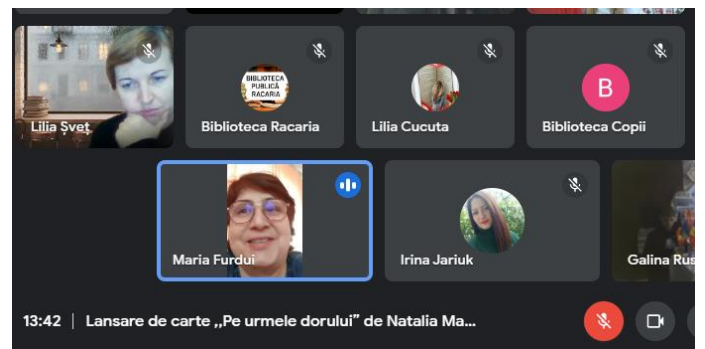 Lilia Șveț
BIBLIOTECA
PUBLICĂ
RACARIA
Biblioteca Racaria
Lilia Cucuta
B
Biblioteca Copii
Maria Furdui
Irina Jariuk
Galina Rus
13:42 | Lansare de carte ,,Pe urmele dorului” de Natalia Ma...